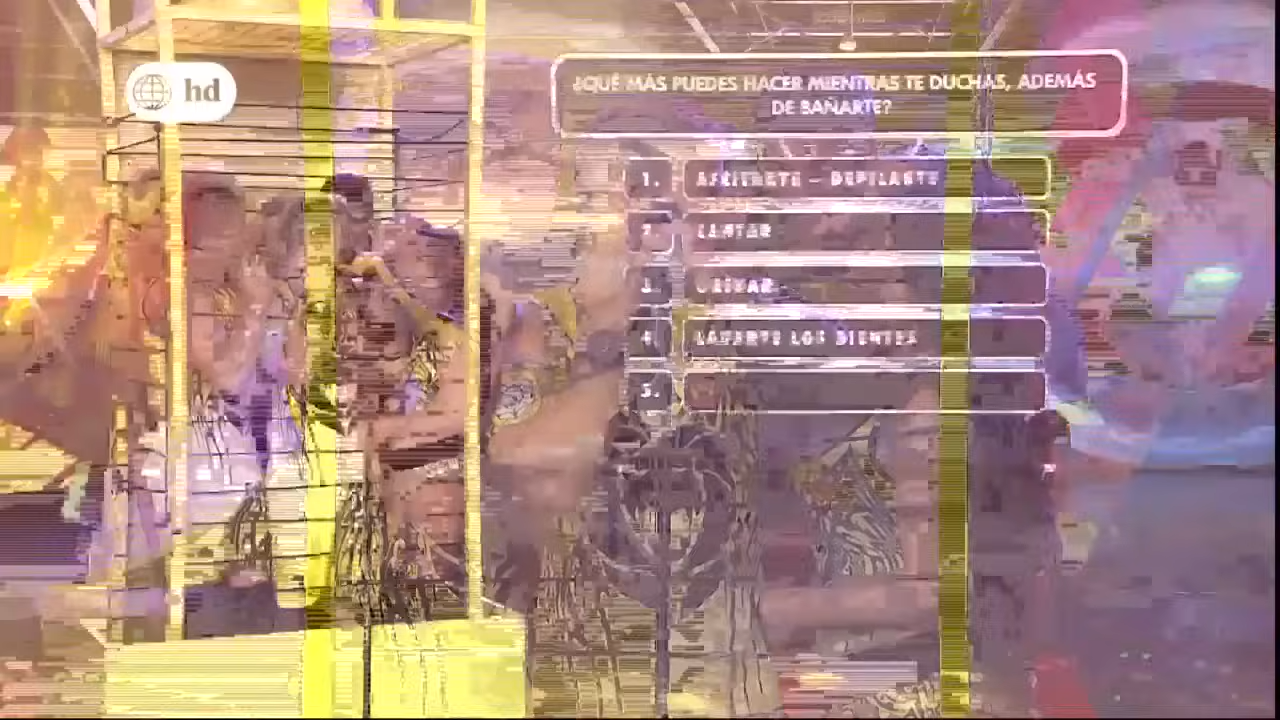 hd
¿QUÉ MÁS PUEDES HACER MIENTRAS TE DUCHAS, ADEMÁS
DE BAÑARTE?
1. AFEITARTE - DEPILARTE
2. CANTAR
3. ORINAR
4. LAVARTE LOS DIENTES
5.